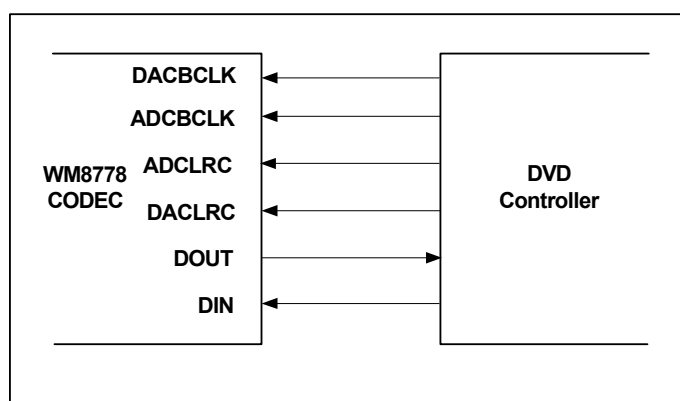 DACBCLK
ADCBCLK
WM8778
CODEC
ADCLRC
DACLRC
DOUT
DIN
DVD
Controller